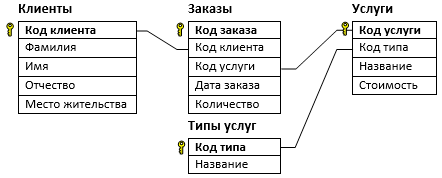 Клиенты
Код клиента
Фамилия
Имя
Отчество
Место жительства
Заказы
Код заказа
Код клиента
Код услуги
Дата заказа
Количество
Услуги
Код услуги
Код типа
Название
Стоимость
Типы услуг
Код типа
Название